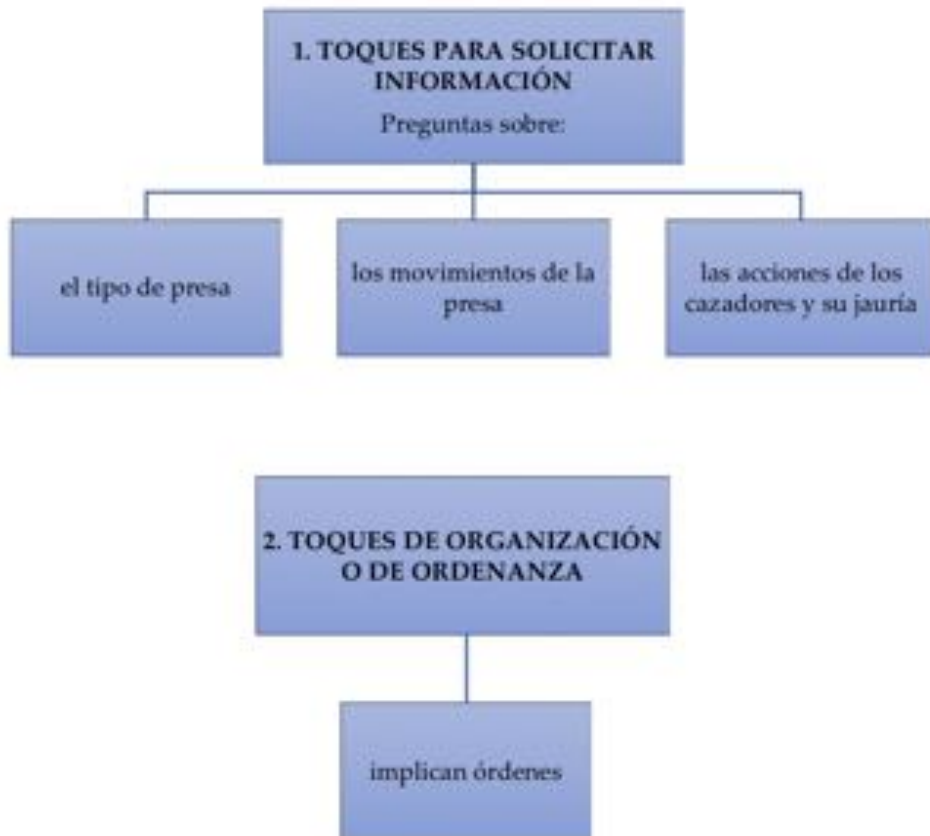 1. TOQUES PARA SOLICITAR
INFORMACIÓN
Preguntas sobre:
el tipo de presa
los movimientos de la
presa
las acciones de los
cazadores y su jauría
2. TOQUES DE ORGANIZACIÓN
O DE ORDENANZA
implican órdenes